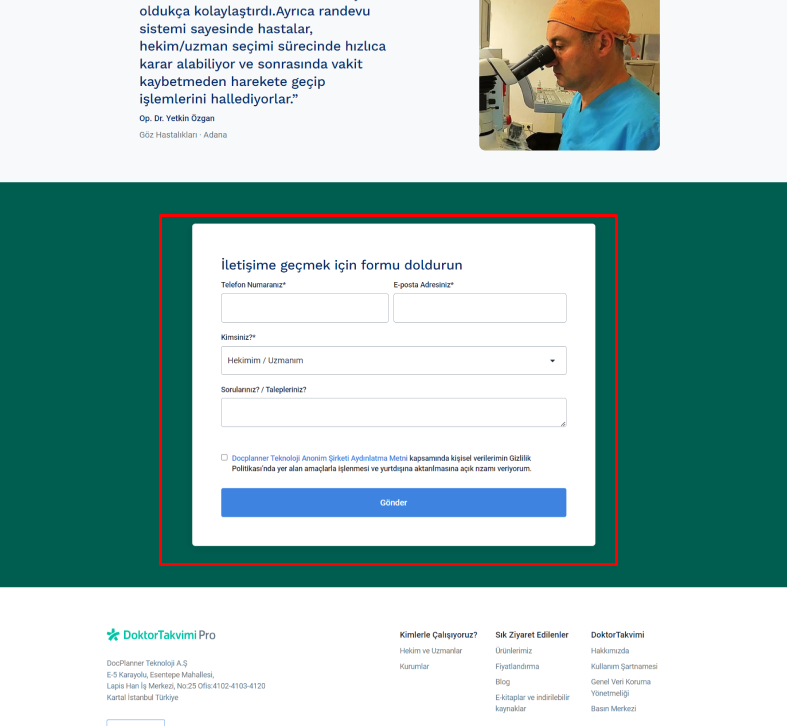 oldukça kolaylaştırdı.Ayrıca randevu
sistemi sayesinde hastalar,
hekim/uzman seçimi sürecinde hızlıca
karar alabiliyor ve sonrasında vakit
kaybetmeden harekete geçip
işlemlerini hallediyorlar.”
Op. Dr. Yetkin Özgan
Göz Hastalıkları · Adana
İletişime geçmek için formu doldurun
Telefon Numaranız*
E-posta Adresiniz*
Kimsiniz?*
Hekimim / Uzmanım
Sorularınız? / Talepleriniz?
Docplanner Teknoloji Anonim Şirketi Aydınlatma Metni kapsamında kişisel verilerimin Gizlilik
Politikası'nda yer alan amaçlarla işlenmesi ve yurtdışına aktarılmasına açık rızamı veriyorum.
Gönder
DoktorTakvimi Pro
DocPlanner Teknoloji A.Ş
E-5 Karayolu, Esentepe Mahallesi,
Lapis Han İş Merkezi, No:25 Ofis:4102-4103-4120
Kartal İstanbul Türkiye
Kimlerle Çalışıyoruz?
Hekim ve Uzmanlar
Kurumlar
Sık Ziyaret Edilenler
Ürünlerimiz
Fiyatlandırma
Blog
E-kitaplar ve indirilebilir
kaynaklar
DoktorTakvimi
Hakkımızda
Kullanım Şartnamesi
Genel Veri Koruma
Yönetmeliği
Basın Merkezi